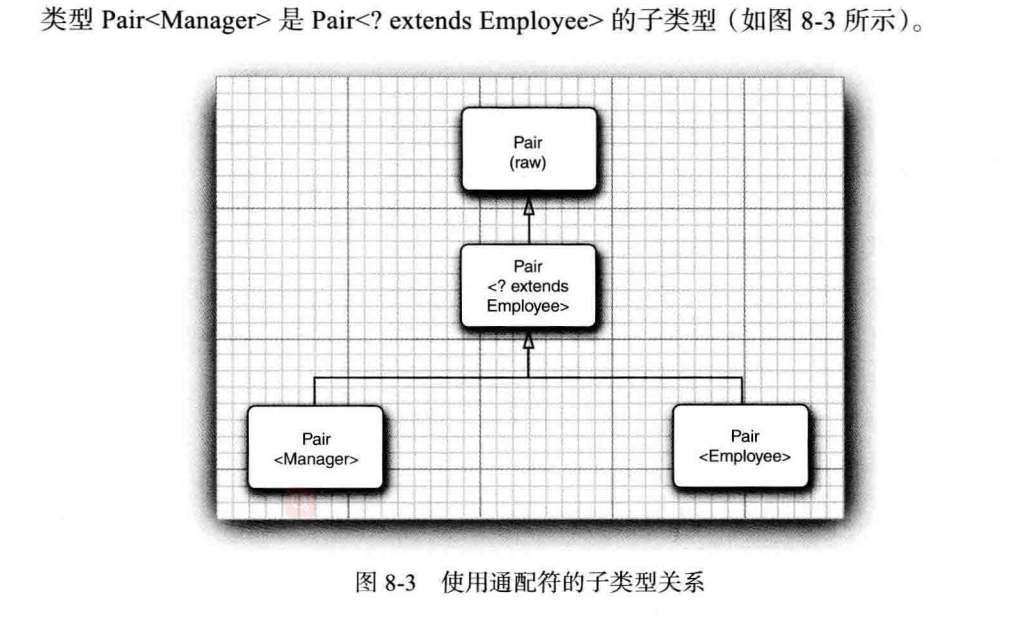 类型 Pair<Manager> 是 Pair<? extends Employee> 的子类型（如图 8-3 所示）。
Pair
(raw)
Pair
<? extends
Employee>
Pair
<Manager>
Pair
<Employee>
图 8-3 使用通配符的子类型关系